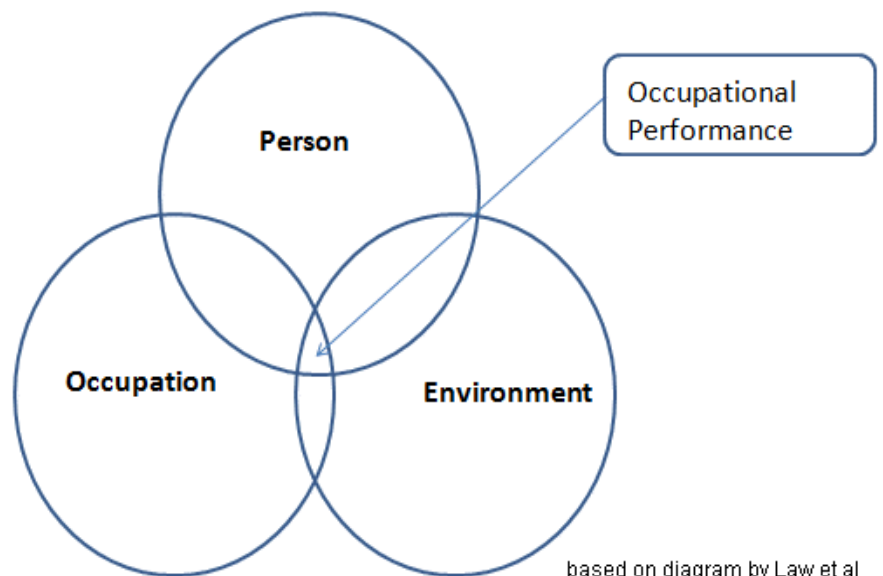 Person
Occupational
Performance
Occupation
Environment
based on diagram by Law et al